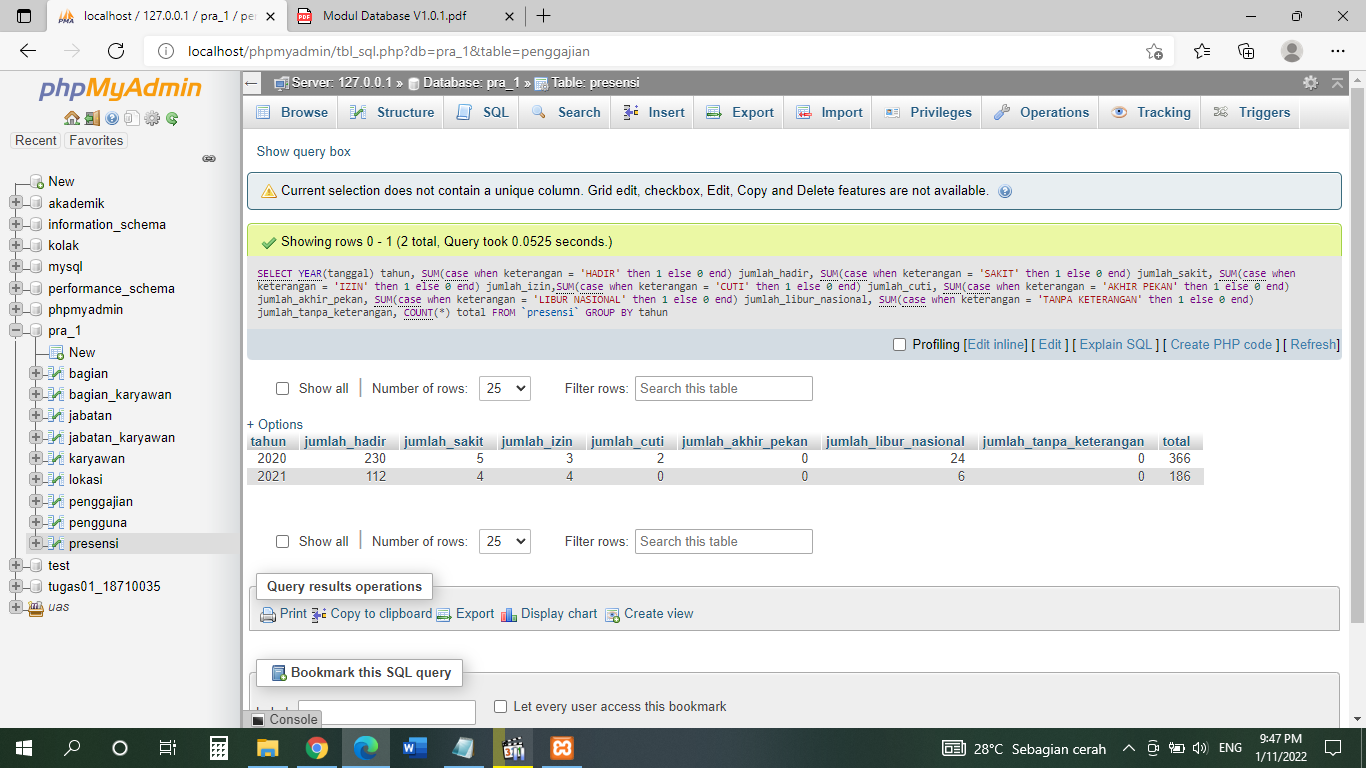 localhost / 127.0.0.1 / pra_1 / pe
Modul Database V1.0.1.pdf
localhost/phpmyadmin/tbl_sql.php?db=pra_1&table=penggajian
phpMyAdmin
Recent Favorites
New
akademik
information_schema
kolak
mysql
performance_schema
phpmyadmin
pra_1
New
bagian
bagian_karyawan
jabatan
jabatan_karyawan
karyawan
lokasi
penggajian
pengguna
presensi
test
tugas01_18710035
uas
Server: 127.0.0.1 » Database: pra_1 » Table: presensi
Browse Structure SQL Search Insert Export Import Privileges Operations Tracking Triggers
Show query box
Current selection does not contain a unique column. Grid edit, checkbox, Edit, Copy and Delete features are not available.
Showing rows 0 - 1 (2 total, Query took 0.0525 seconds.)
SELECT YEAR(tanggal) tahun, SUM(case when keterangan = 'HADIR' then 1 else 0 end) jumlah_hadir, SUM(case when keterangan = 'SAKIT' then 1 else 0 end) jumlah_sakit, SUM(case when
keterangan = 'IZIN' then 1 else 0 end) jumlah_izin,SUM(case when keterangan = 'CUTI' then 1 else 0 end) jumlah_cuti, SUM(case when keterangan = 'AKHIR PEKAN' then 1 else 0 end)
jumlah_akhir_pekan, SUM(case when keterangan = 'LIBUR NASIONAL' then 1 else 0 end) jumlah_libur_nasional, SUM(case when keterangan = 'TANPA KETERANGAN' then 1 else 0 end)
jumlah_tanpa_keterangan, COUNT(*) total FROM `presensi` GROUP BY tahun
Profiling [Edit inline] [ Edit ] [ Explain SQL ] [ Create PHP code ] [ Refresh]
Show all Number of rows: 25 Filter rows: Search this table
+ Options
tahun jumlah_hadir jumlah_sakit jumlah_izin jumlah_cuti jumlah_akhir_pekan jumlah_libur_nasional jumlah_tanpa_keterangan total
2020 230 5 3 2 0 24 0 366
2021 112 4 4 0 0 6 0 186
Show all Number of rows: 25 Filter rows: Search this table
Query results operations
Print Copy to clipboard Export Display chart Create view
Bookmark this SQL query
Let every user access this bookmark
Console
28°C Sebagian cerah ENG 9:47 PM
1/11/2022